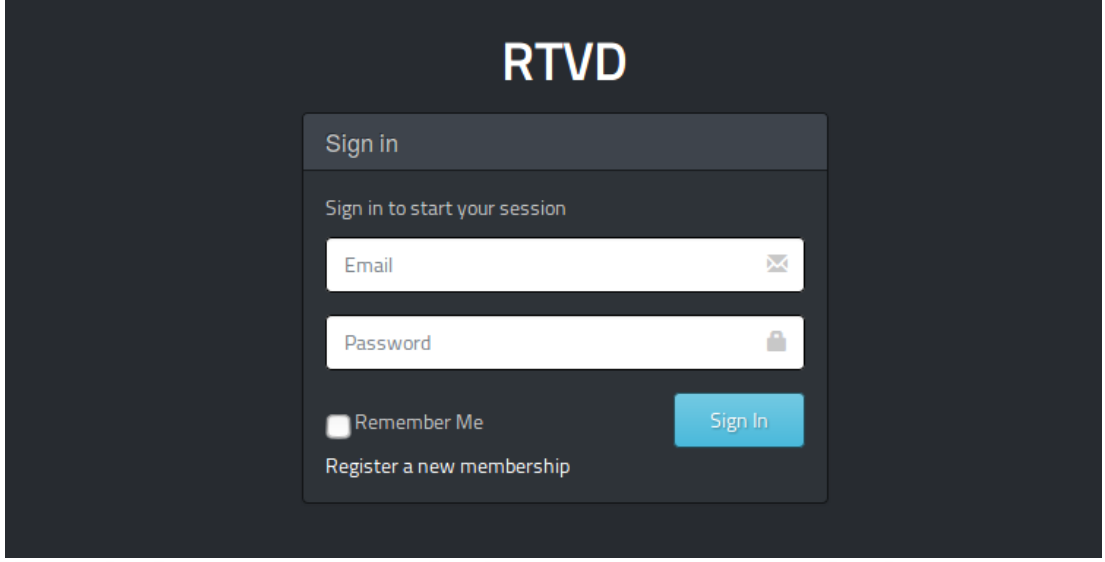 RTVD
Sign in
Sign in to start your session
Email
Password
Remember Me
Sign In
Register a new membership